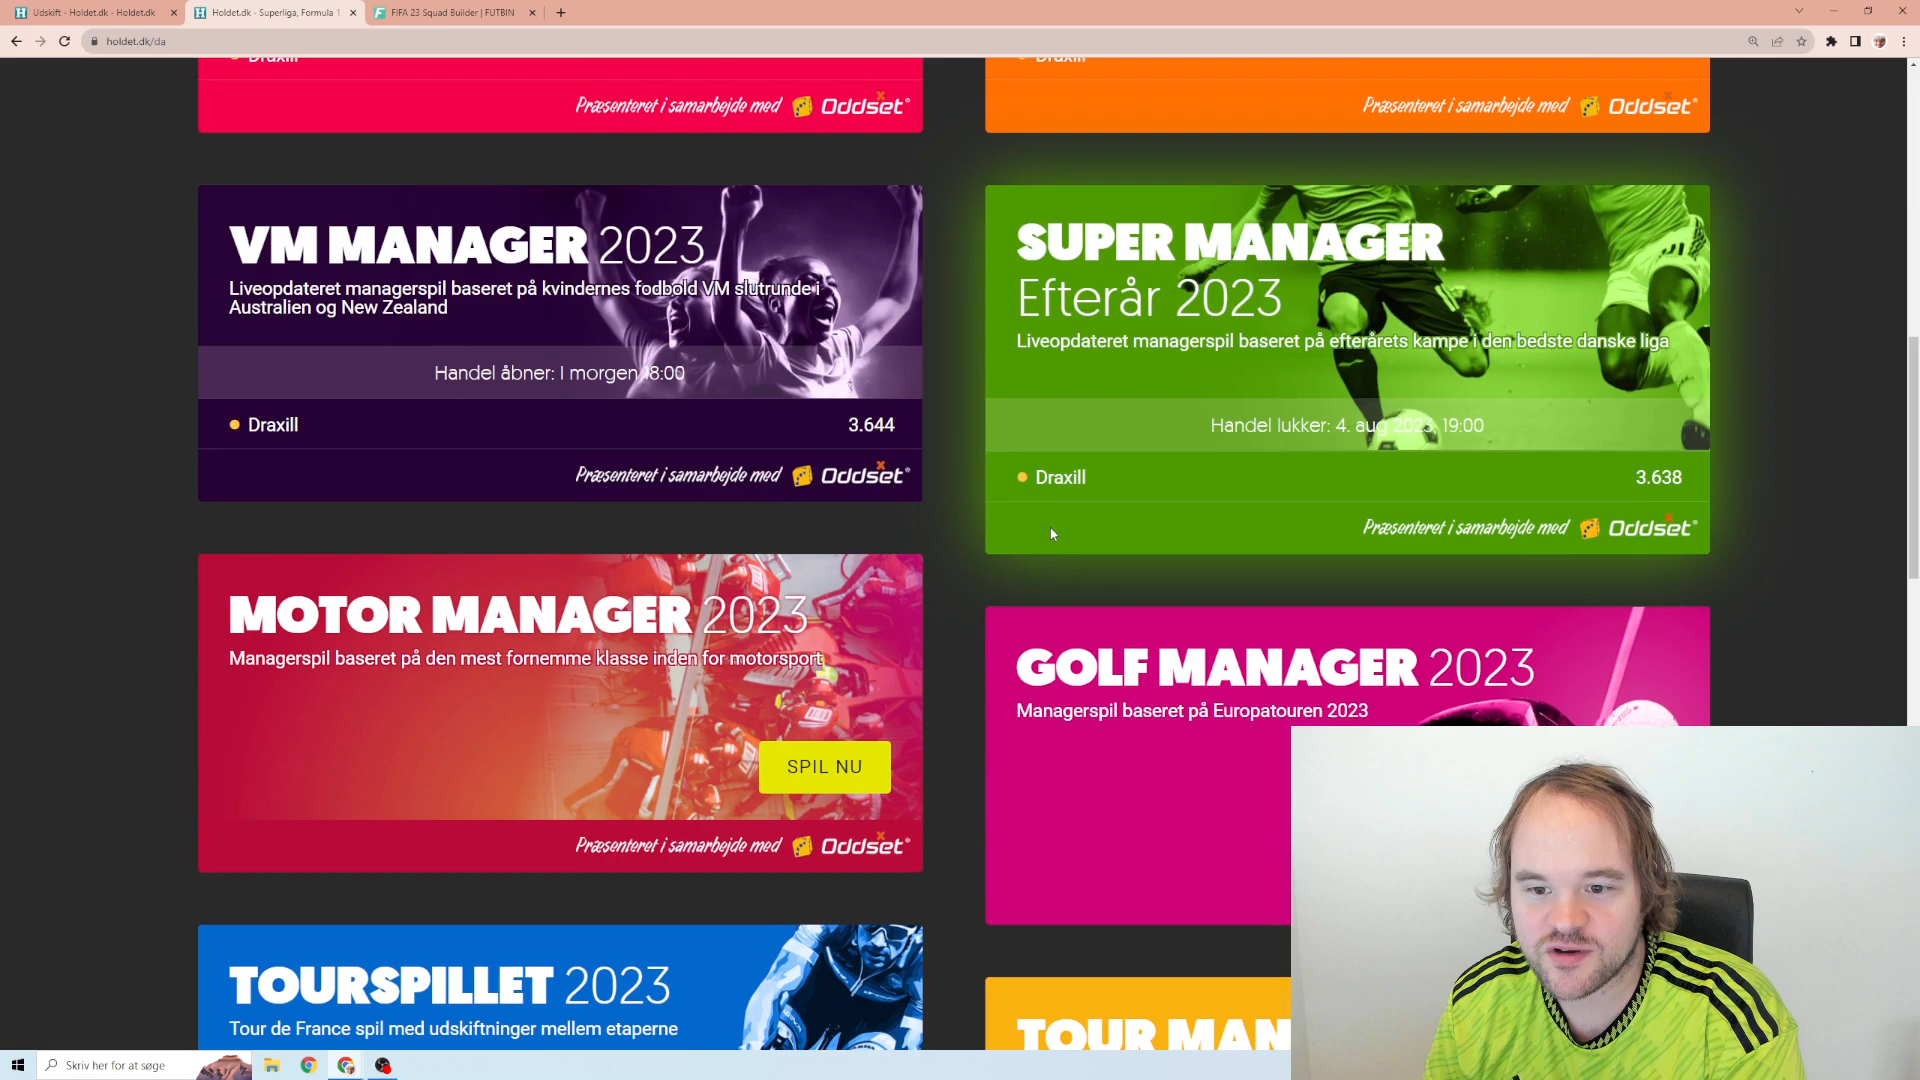 Udskift - Holdet.dk - Holdet.dk
Holdet.dk - Superliga, Formula 1
FIFA 23 Squad Builder | FUTBIN
holdet.dk/da
Draxill
Draxill
Præsenteret i samarbejde med Oddset
Præsenteret i samarbejde med Oddset
VM MANAGER 2023
Liveopdateret managerspil baseret på kvindernes fodbold VM slutrunde i
Australien og New Zealand
Handel åbner: I morgen 18:00
Draxill 3.644
Præsenteret i samarbejde med Oddset
SUPER MANAGER
Efterår 2023
Liveopdateret managerspil baseret på efterårets kampe i den bedste danske liga
Handel lukker: 4. aug 2023, 19:00
Draxill 3.638
Præsenteret i samarbejde med Oddset
MOTOR MANAGER 2023
Managerspil baseret på den mest fornemme klasse inden for motorsport
SPIL NU
Præsenteret i samarbejde med Oddset
GOLF MANAGER 2023
Managerspil baseret på Europatouren 2023
TOURSPILLET 2023
Tour de France spil med udskiftninger mellem etaperne
TOUR MAN
Skriv her for at søge